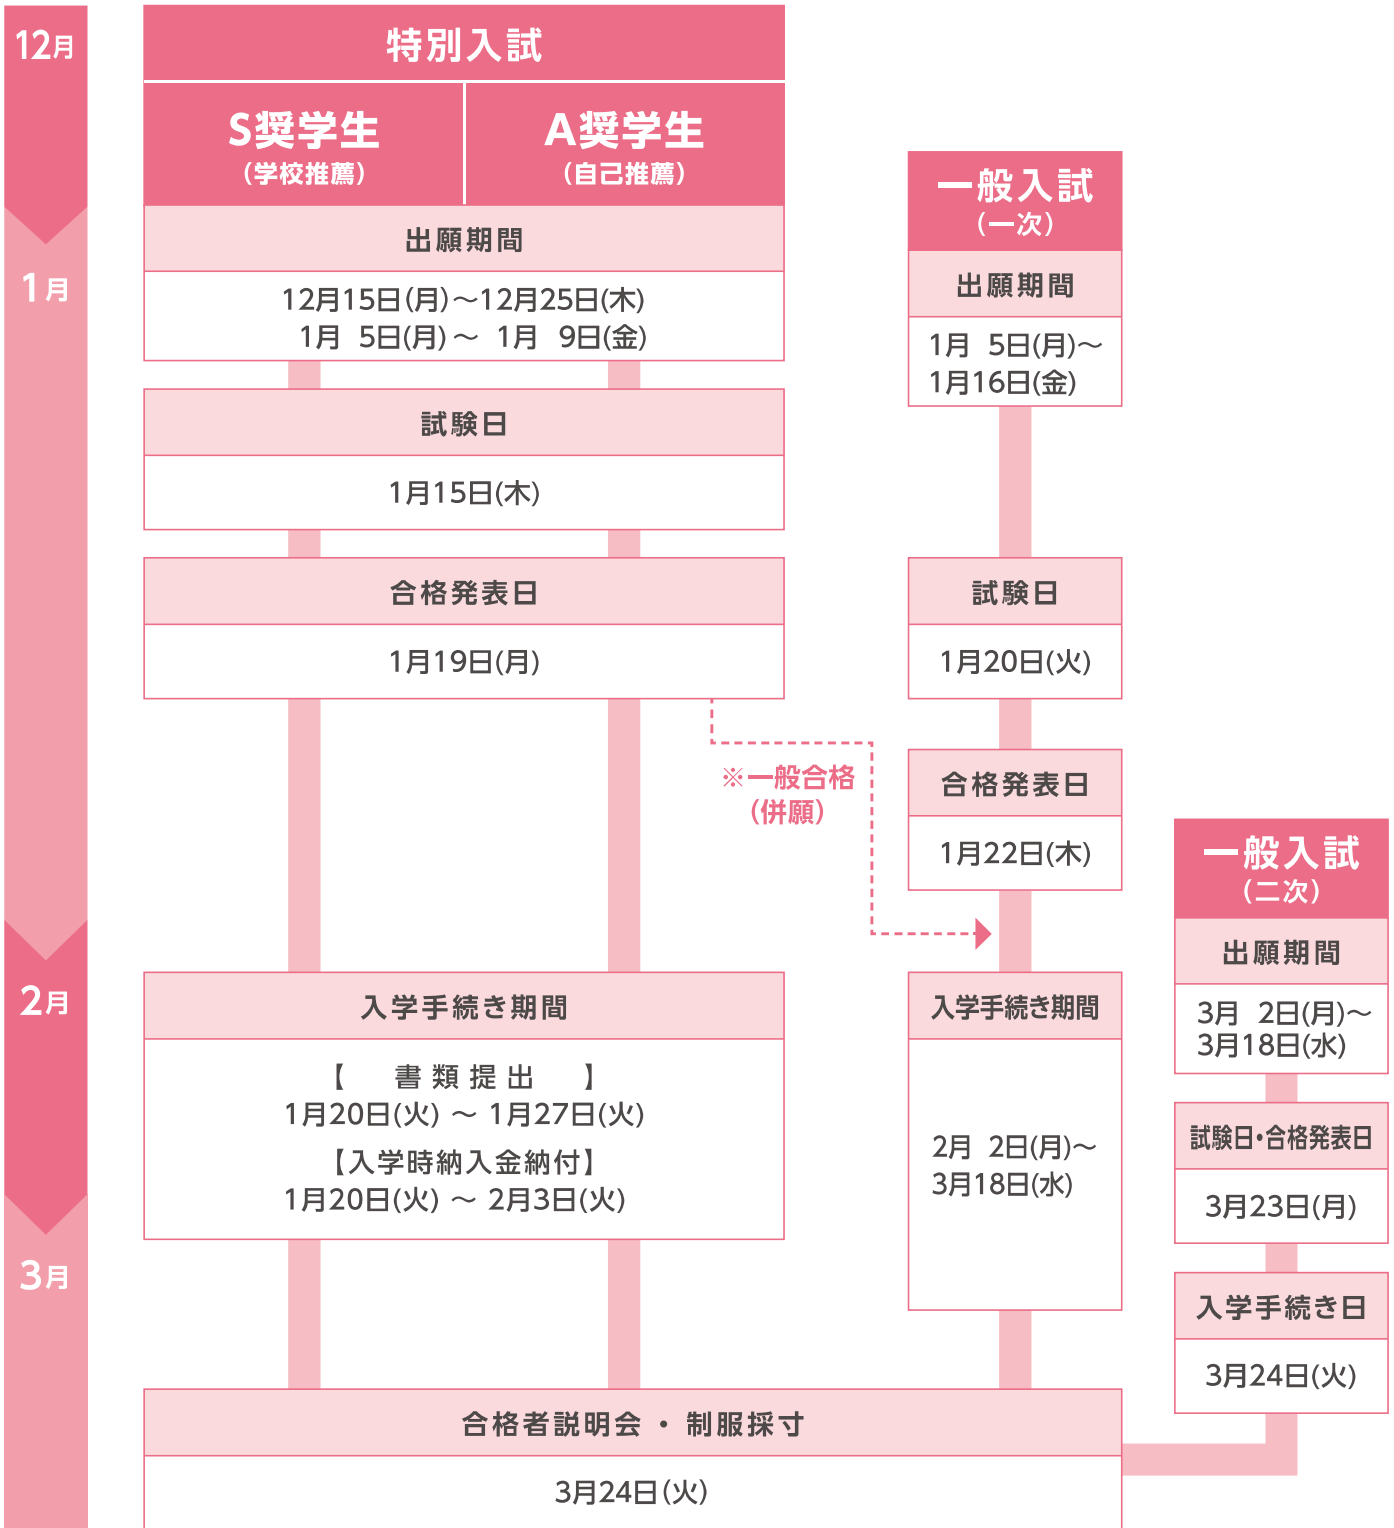 12月
1月
2月
3月
特別入試
S奨学生
（学校推薦）
A奨学生
（自己推薦）
出願期間
12月15日(月)～12月25日(木)
1月 5日(月)～ 1月 9日(金)
試験日
1月15日(木)
合格発表日
1月19日(月)
※一般合格
（併願）
入学手続き期間
【 書類提出 】
1月20日(火) ～ 1月27日(火)
【入学時納入金納付】
1月20日(火) ～ 2月3日(火)
一般入試
（一次）
出願期間
1月 5日(月)～
1月16日(金)
試験日
1月20日(火)
合格発表日
1月22日(木)
入学手続き期間
2月 2日(月)～
3月18日(水)
一般入試
（二次）
出願期間
3月 2日(月)～
3月18日(水)
試験日・合格発表日
3月23日(月)
入学手続き日
3月24日(火)
合格者説明会 ・ 制服採寸
3月24日(火)